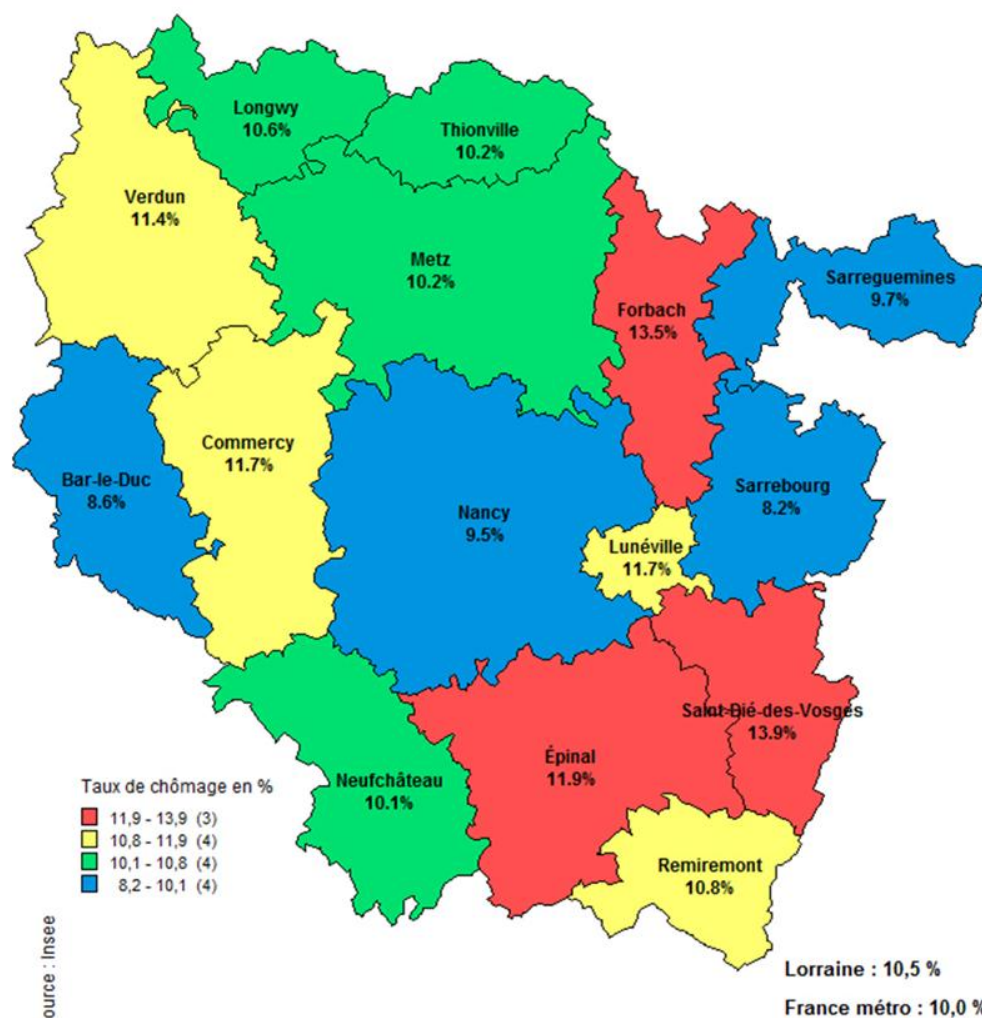 Longwy
10.6%
Thionville
10.2%
Verdun
11.4%
Metz
10.2%
Sarreguemines
9.7%
Forbach
13.5%
Commercy
11.7%
Bar-le-Duc
8.6%
Nancy
9.5%
Sarrebourg
8.2%
Lunéville
11.7%
Saint-Dié-des-Vosges
13.9%
Épinal
11.9%
Neufchâteau
10.1%
Remiremont
10.8%
Taux de chômage en %
11,9 - 13,9 (3)
10,8 - 11,9 (4)
10,1 - 10,8 (4)
8,2 - 10,1 (4)
ource : Insee
Lorraine : 10,5 %
France métro : 10,0 %